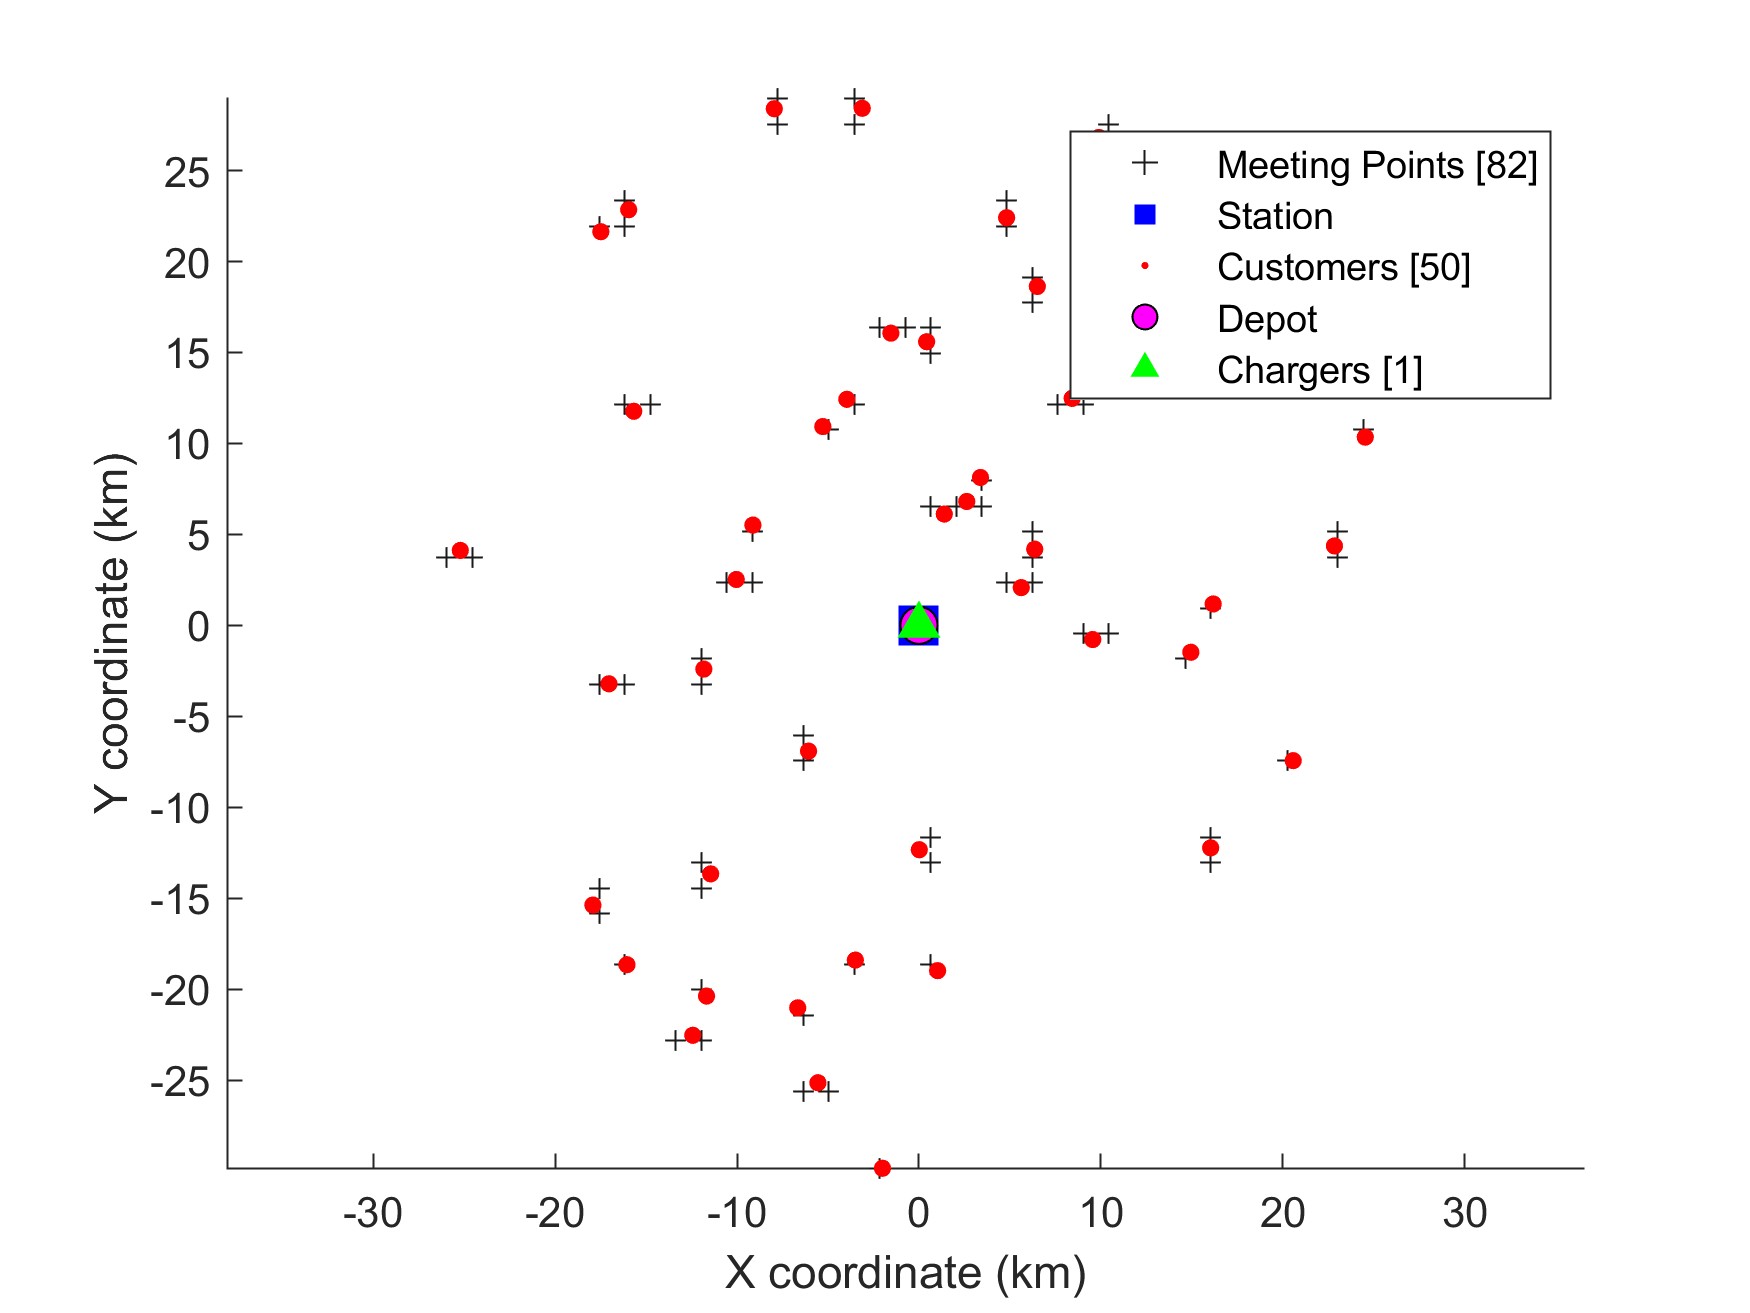 25
20
15
10
5
0
-5
-10
-15
-20
-25
Y coordinate (km)
Meeting Points [82]
Station
Customers [50]
Depot
Chargers [1]
-30 -20 -10 0 10 20 30
X coordinate (km)